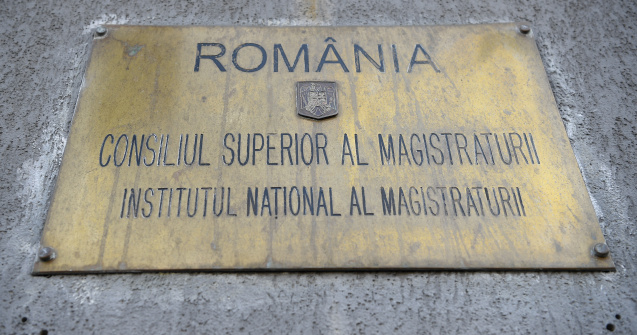 ROMÂNIA
CONSILIUL SUPERIOR AL MAGISTRATURII
INSTITUTUL NAȚIONAL AL MAGISTRATURII